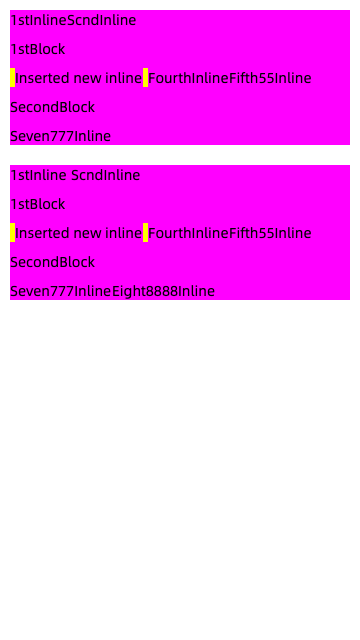 1stInlineScndInline
1stBlock
Inserted new inline FourthInlineFifth55Inline
SecondBlock
Seven777Inline
1stInline ScndInline
1stBlock
Inserted new inline FourthInlineFifth55Inline
SecondBlock
Seven777InlineEight8888Inline